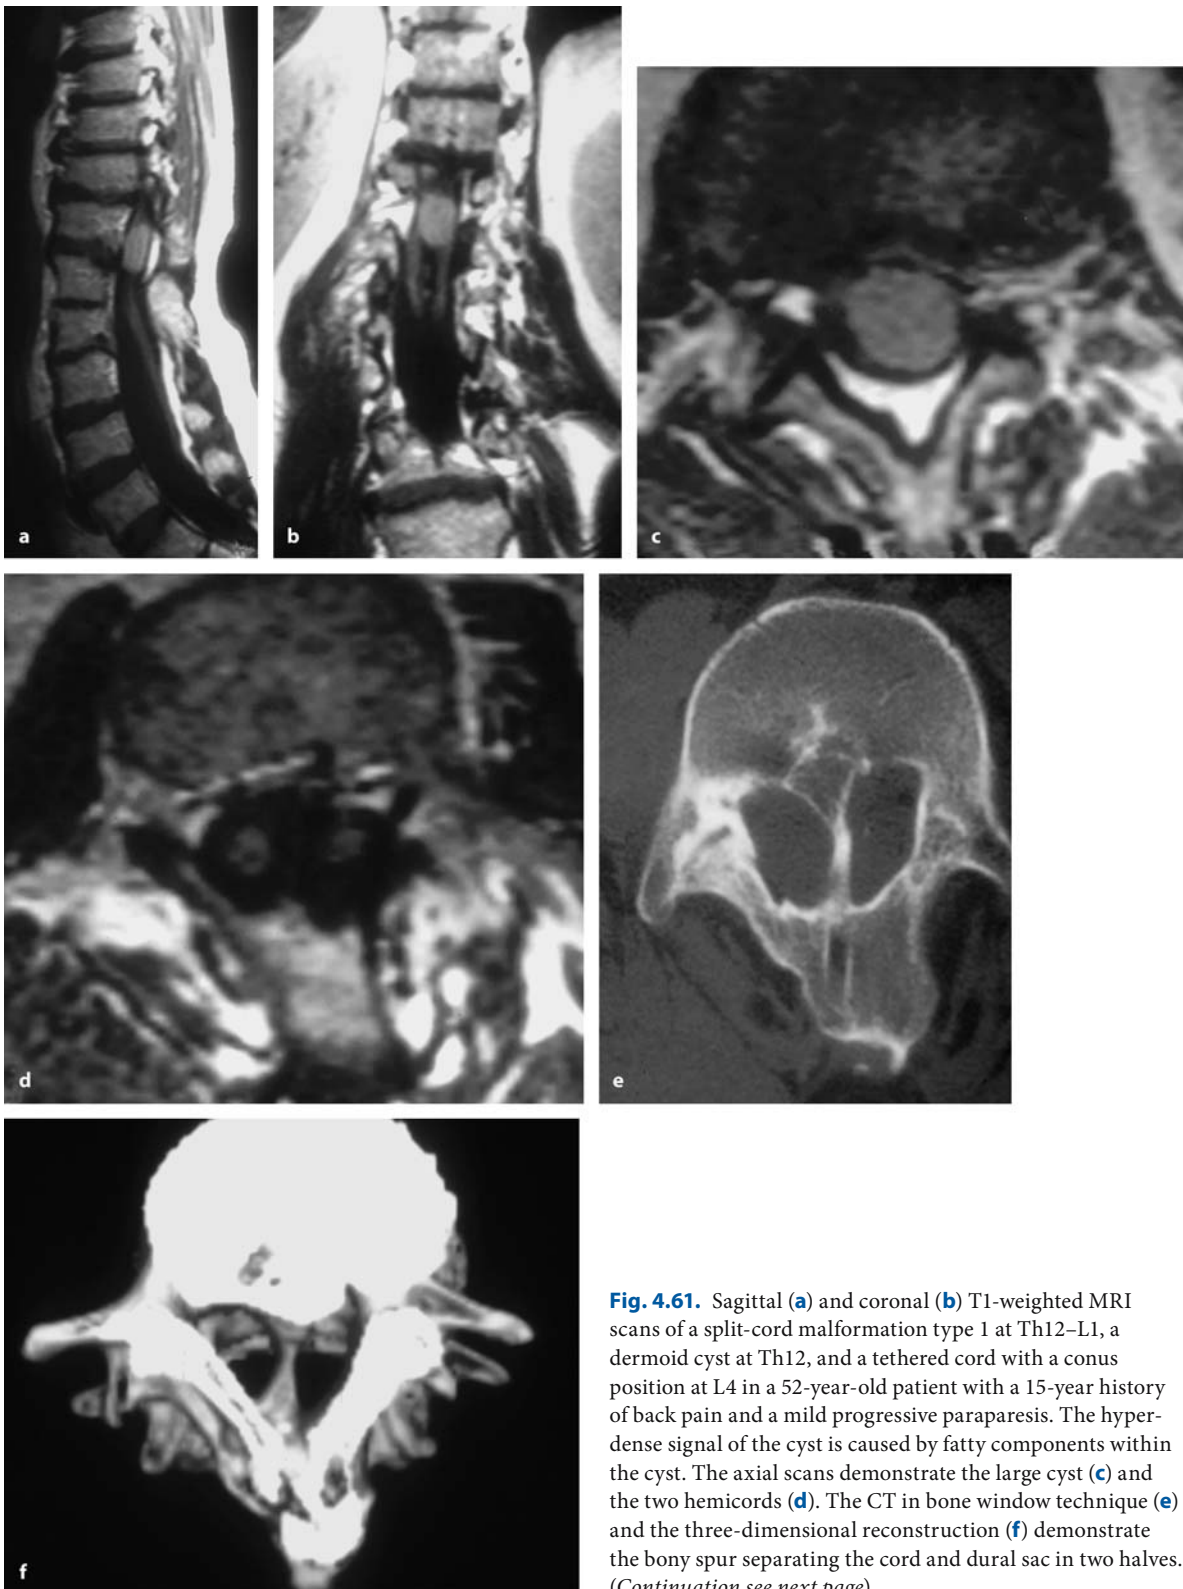 a
b
c
d
e
f
Fig. 4.61. Sagittal (a) and coronal (b) T1-weighted MRI
scans of a split-cord malformation type 1 at Th12–L1, a
dermoid cyst at Th12, and a tethered cord with a conus
position at L4 in a 52-year-old patient with a 15-year history
of back pain and a mild progressive paraparesis. The hyper-
dense signal of the cyst is caused by fatty components within
the cyst. The axial scans demonstrate the large cyst (c) and
the two hemicords (d). The CT in bone window technique (e)
and the three-dimensional reconstruction (f) demonstrate
the bony spur separating the cord and dural sac in two halves.
(Continuation see next page)